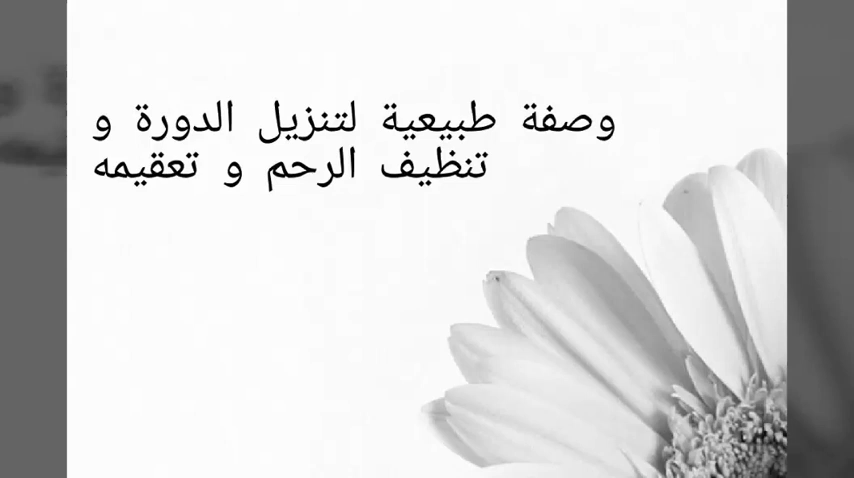 وصفة طبيعية لتنزيل الدورة و
تنظيف الرحم و تعقيمه